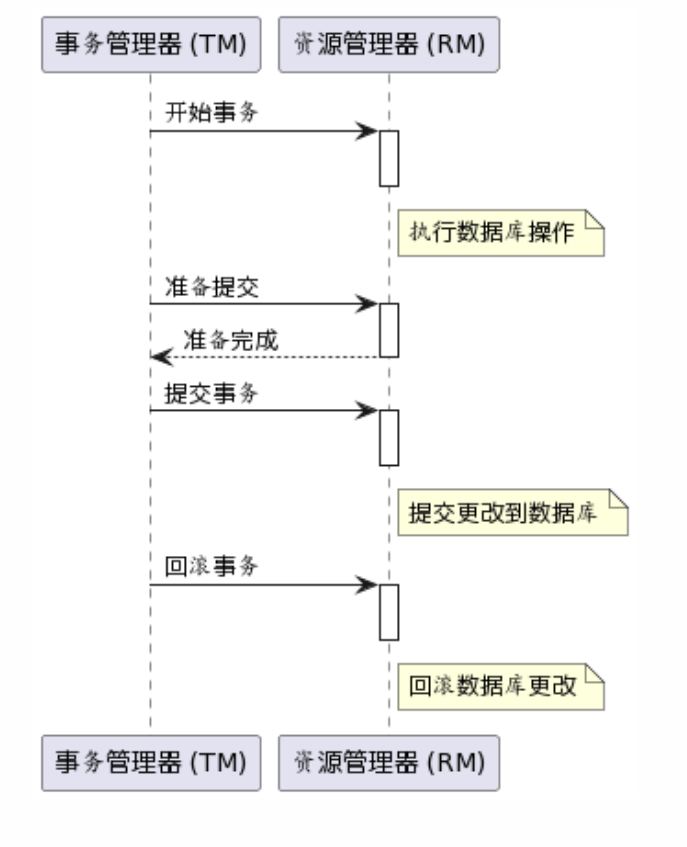 事务管理器 (TM)
资源管理器 (RM)
开始事务
执行数据库操作
准备提交
准备完成
提交事务
提交更改到数据库
回滚事务
回滚数据库更改
事务管理器 (TM)
资源管理器 (RM)